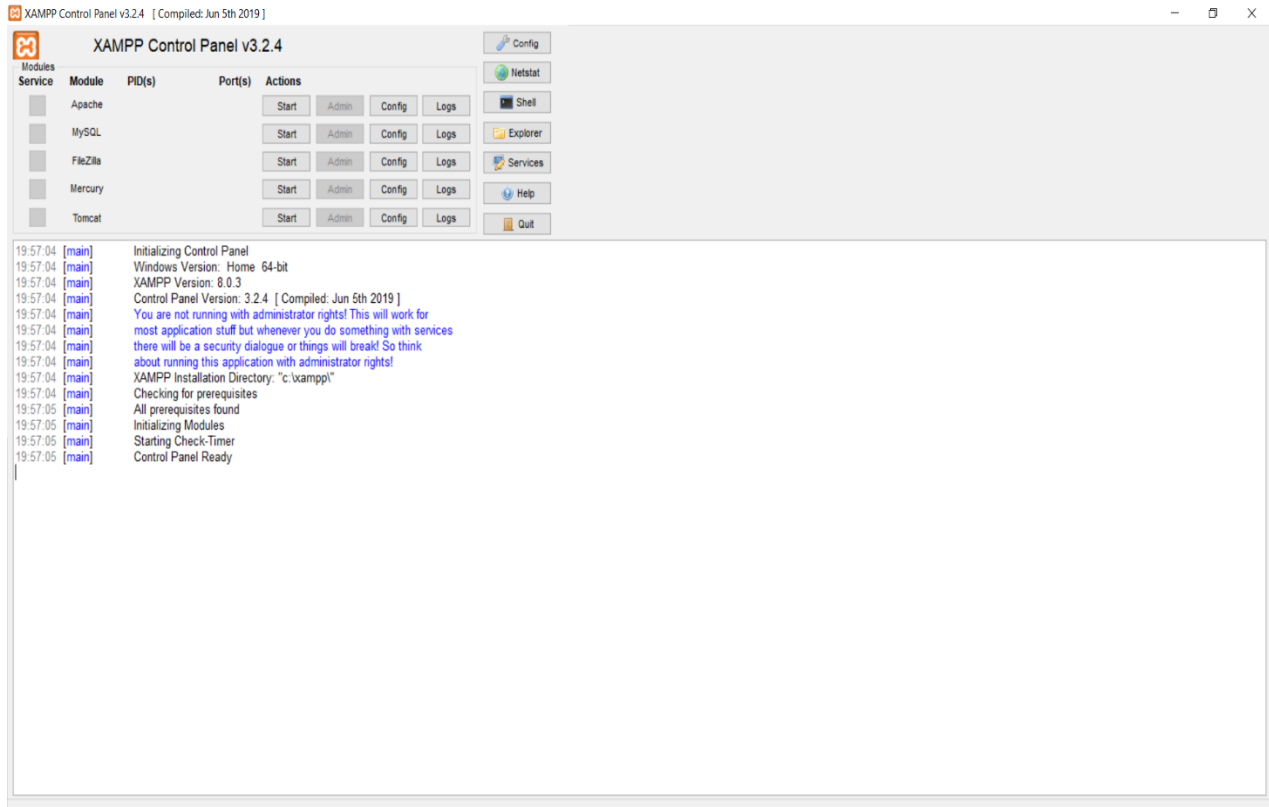 XAMPP Control Panel v3.2.4 [ Compiled: Jun 5th 2019 ]
XAMPP Control Panel v3.2.4
Config
Modules
Netstat
Service Module PID(s) Port(s) Actions
Apache Start Admin Config Logs
Shell
MySQL Start Admin Config Logs
Explorer
FileZilla Start Admin Config Logs
Services
Mercury Start Admin Config Logs
Help
Tomcat Start Admin Config Logs
Quit
19:57:04 [main] Initializing Control Panel
19:57:04 [main] Windows Version: Home 64-bit
19:57:04 [main] XAMPP Version: 8.0.3
19:57:04 [main] Control Panel Version: 3.2.4 [ Compiled: Jun 5th 2019 ]
19:57:04 [main] You are not running with administrator rights! This will work for
19:57:04 [main] most application stuff but whenever you do something with services
19:57:04 [main] there will be a security dialogue or things will break! So think
19:57:04 [main] about running this application with administrator rights!
19:57:04 [main] XAMPP Installation Directory: "c:\xampp\"
19:57:04 [main] Checking for prerequisites
19:57:05 [main] All prerequisites found
19:57:05 [main] Initializing Modules
19:57:05 [main] Starting Check-Timer
19:57:05 [main] Control Panel Ready